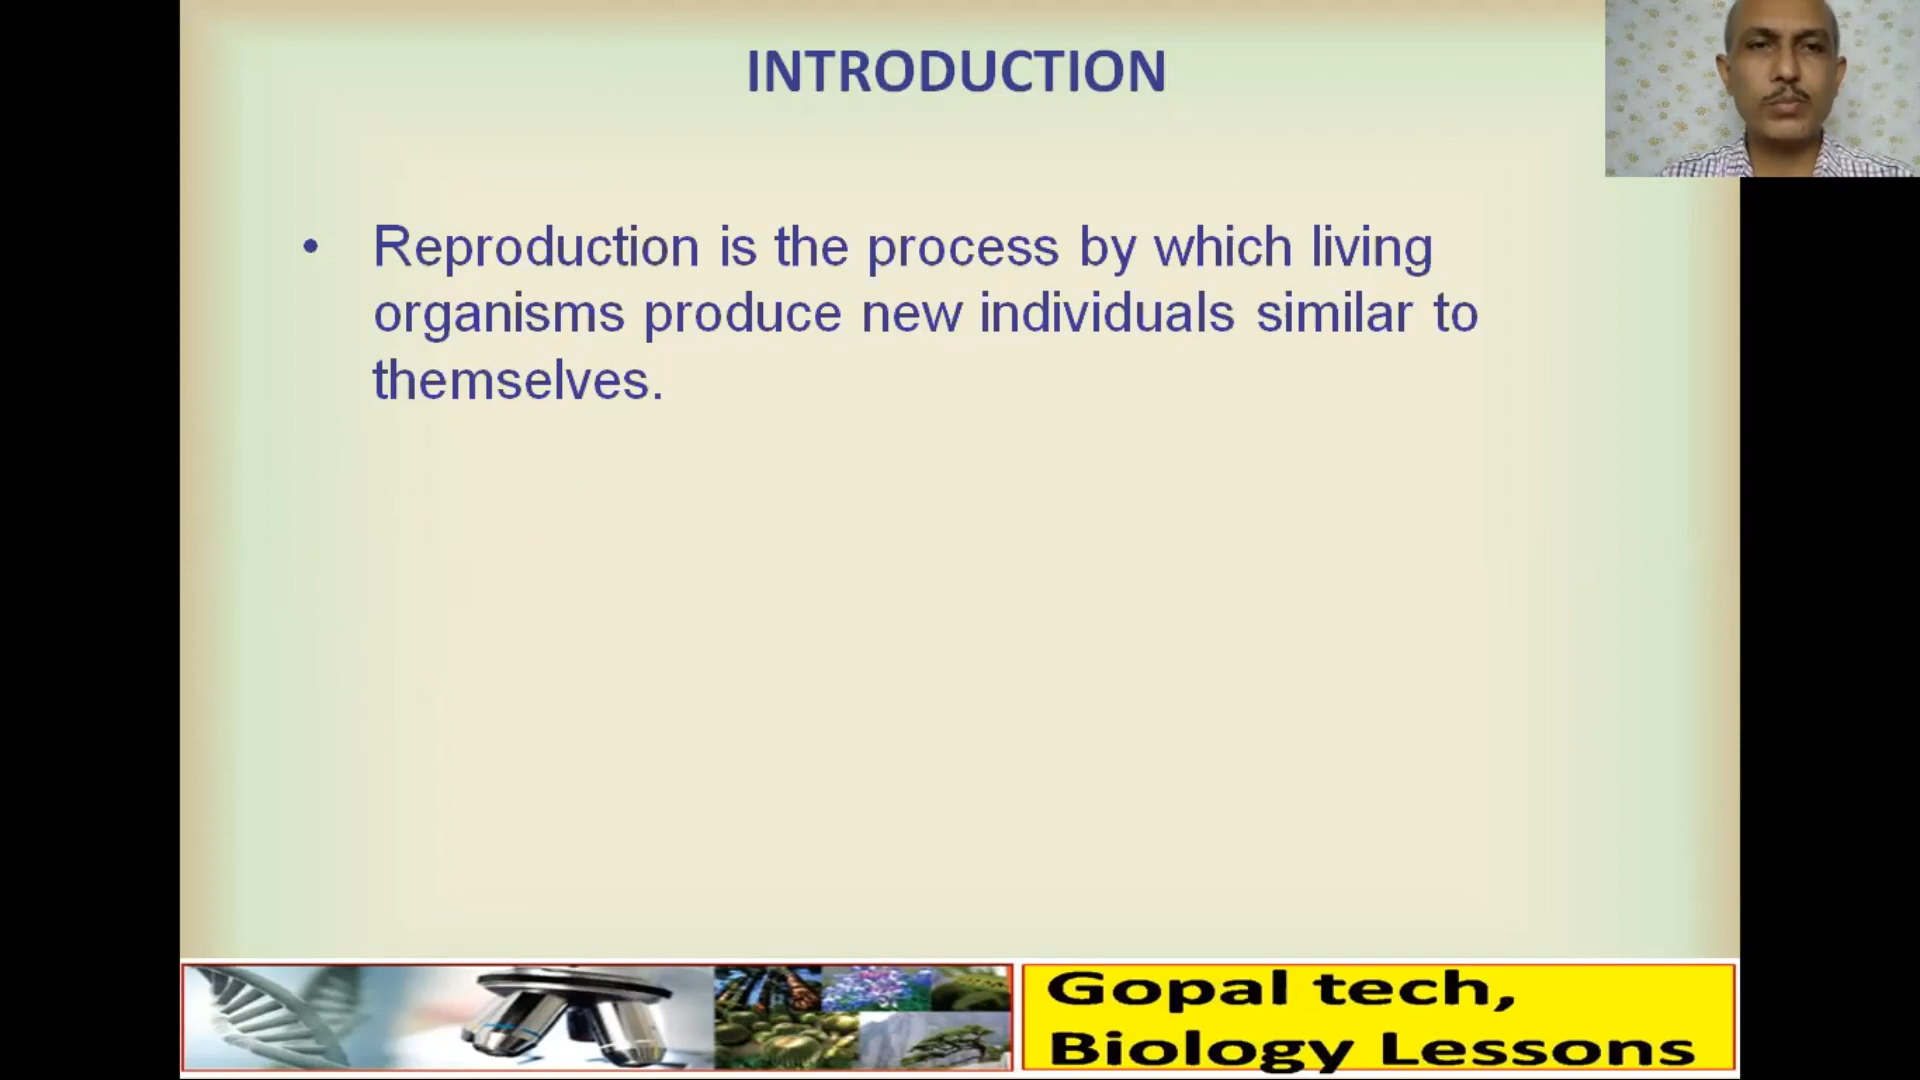 INTRODUCTION
• Reproduction is the process by which living
organisms produce new individuals similar to
themselves.
Gopal tech,
Biology Lessons